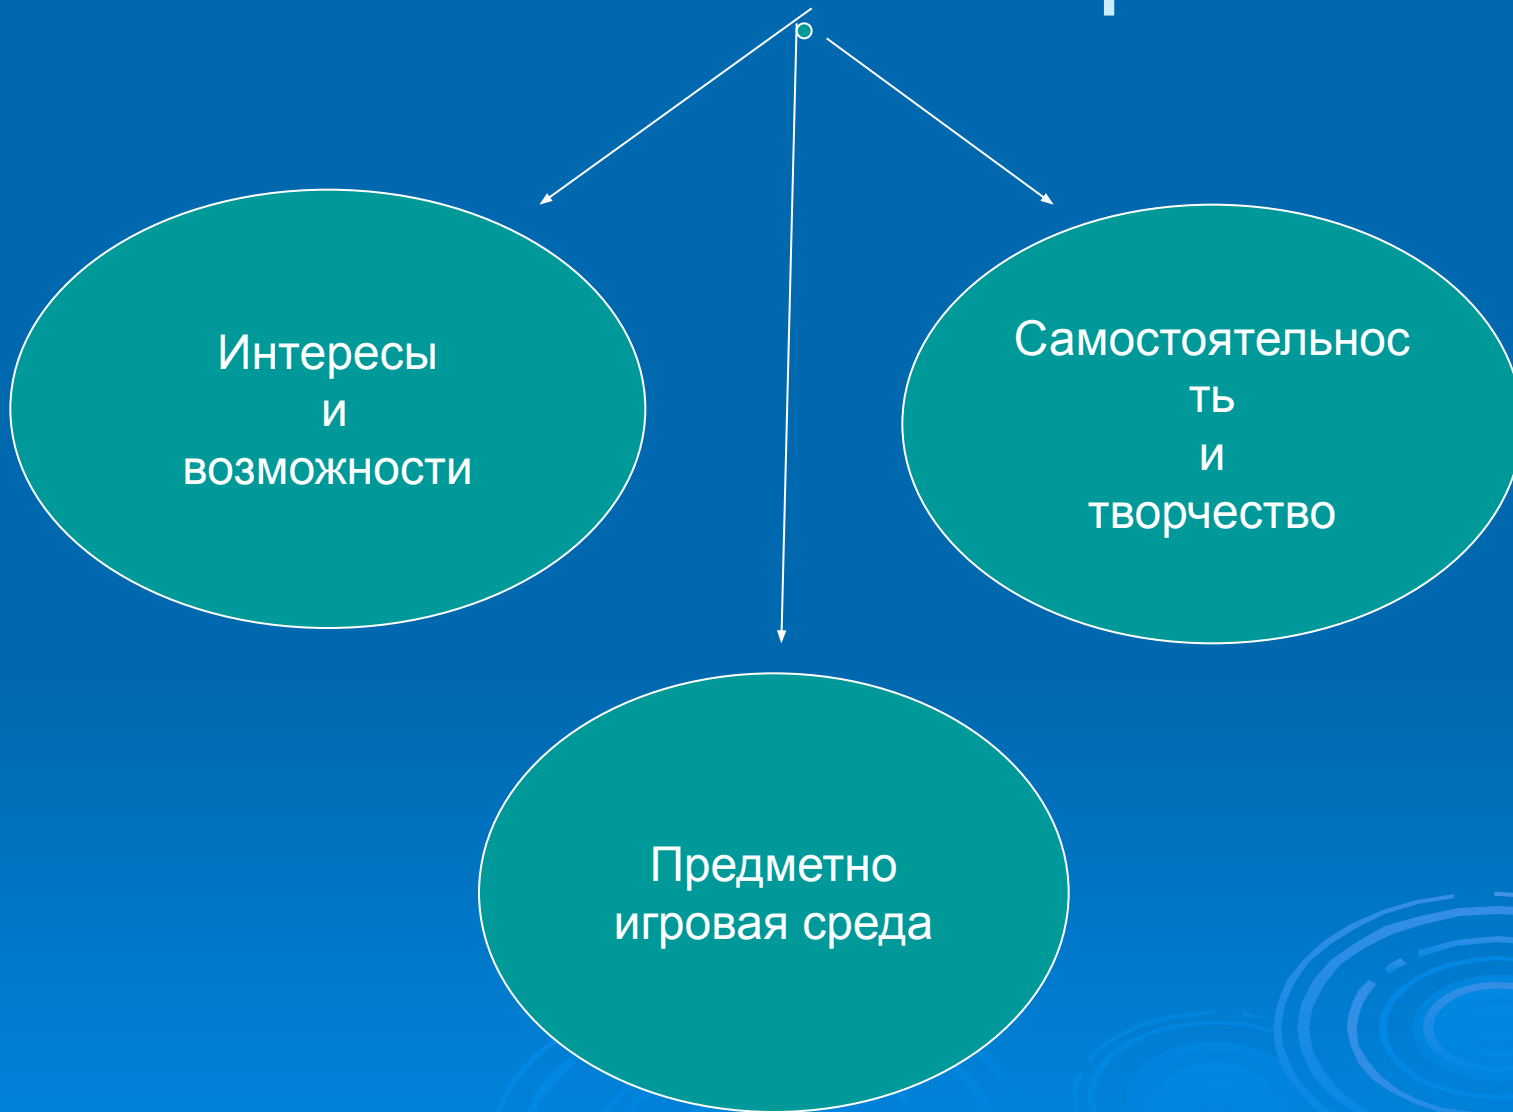 Интересы
и
возможности
Самостоятельнос
ть
и
творчество
Предметно
игровая среда